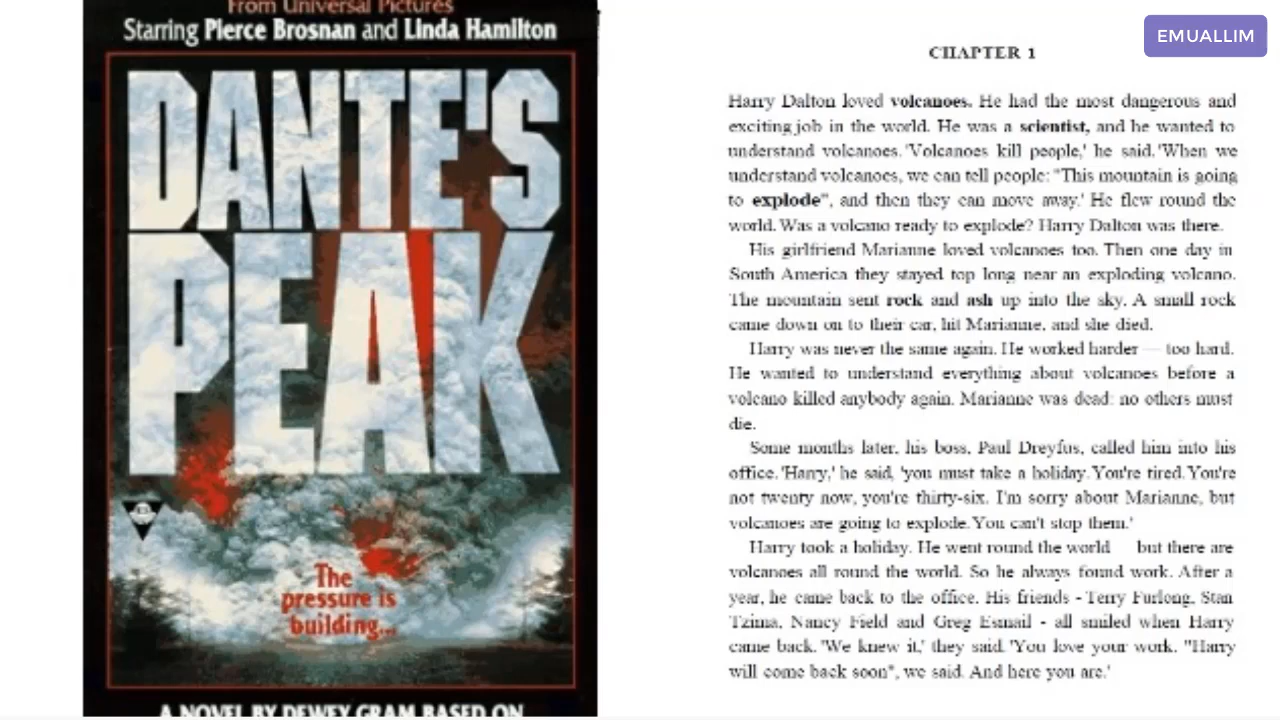 From Universal Pictures
Starring Pierce Brosnan and Linda Hamilton
DANTE'S
PEAK
The
pressure is
building...
A NOVEL BY DEWEY GRAM BASED ON
EMUALLIM
CHAPTER 1
Harry Dalton loved volcanoes. He had the most dangerous and
exciting job in the world. He was a scientist, and he wanted to
understand volcanoes. 'Volcanoes kill people,' he said. 'When we
understand volcanoes, we can tell people: "This mountain is going
to explode", and then they can move away.' He flew round the
world. Was a volcano ready to explode? Harry Dalton was there.
His girlfriend Marianne loved volcanoes too. Then one day in
South America they stayed top long near an exploding volcano.
The mountain sent rock and ash up into the sky. A small rock
came down on to their car, hit Marianne, and she died.
Harry was never the same again. He worked harder — too hard.
He wanted to understand everything about volcanoes before a
volcano killed anybody again. Marianne was dead: no others must
die.
Some months later, his boss, Paul Dreyfus, called him into his
office. 'Harry,' he said, 'you must take a holiday. You're tired. You're
not twenty now, you're thirty-six. I'm sorry about Marianne, but
volcanoes are going to explode. You can't stop them.'
Harry took a holiday. He went round the world but there are
volcanoes all round the world. So he always found work. After a
year, he came back to the office. His friends - Terry Furlong, Stan
Tzima, Nancy Field and Greg Esmail - all smiled when Harry
came back. 'We knew it,' they said. 'You love your work. "Harry
will come back soon", we said. And here you are.'